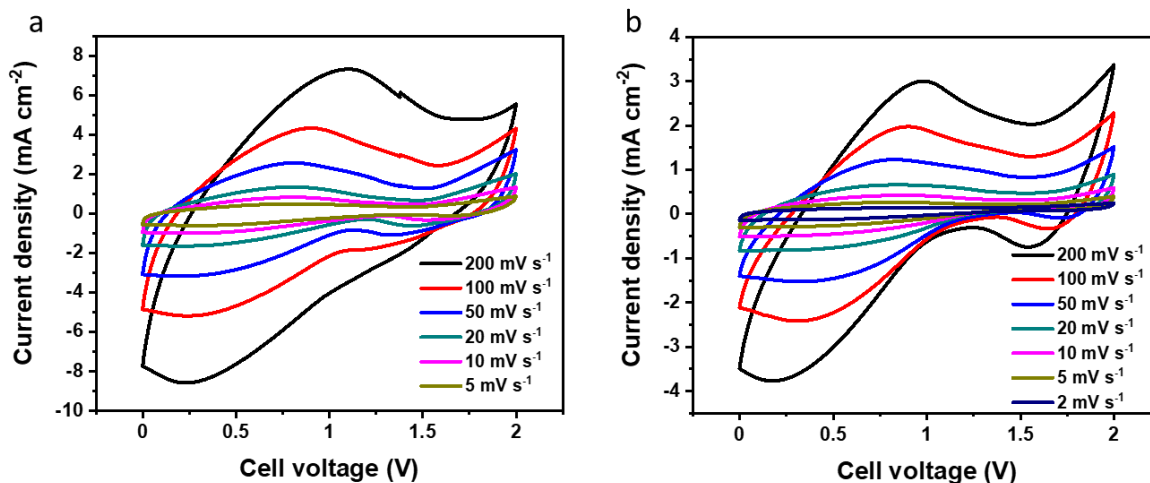 a
Current density (mA cm⁻²)
8
6
4
2
0
-2
-4
-6
-8
-10
200 mV s⁻¹
100 mV s⁻¹
50 mV s⁻¹
20 mV s⁻¹
10 mV s⁻¹
5 mV s⁻¹
0
0.5
1
1.5
2
Cell voltage (V)
b
Current density (mA cm⁻²)
4
3
2
1
0
-1
-2
-3
-4
200 mV s⁻¹
100 mV s⁻¹
50 mV s⁻¹
20 mV s⁻¹
10 mV s⁻¹
5 mV s⁻¹
2 mV s⁻¹
0
0.5
1
1.5
2
Cell voltage (V)